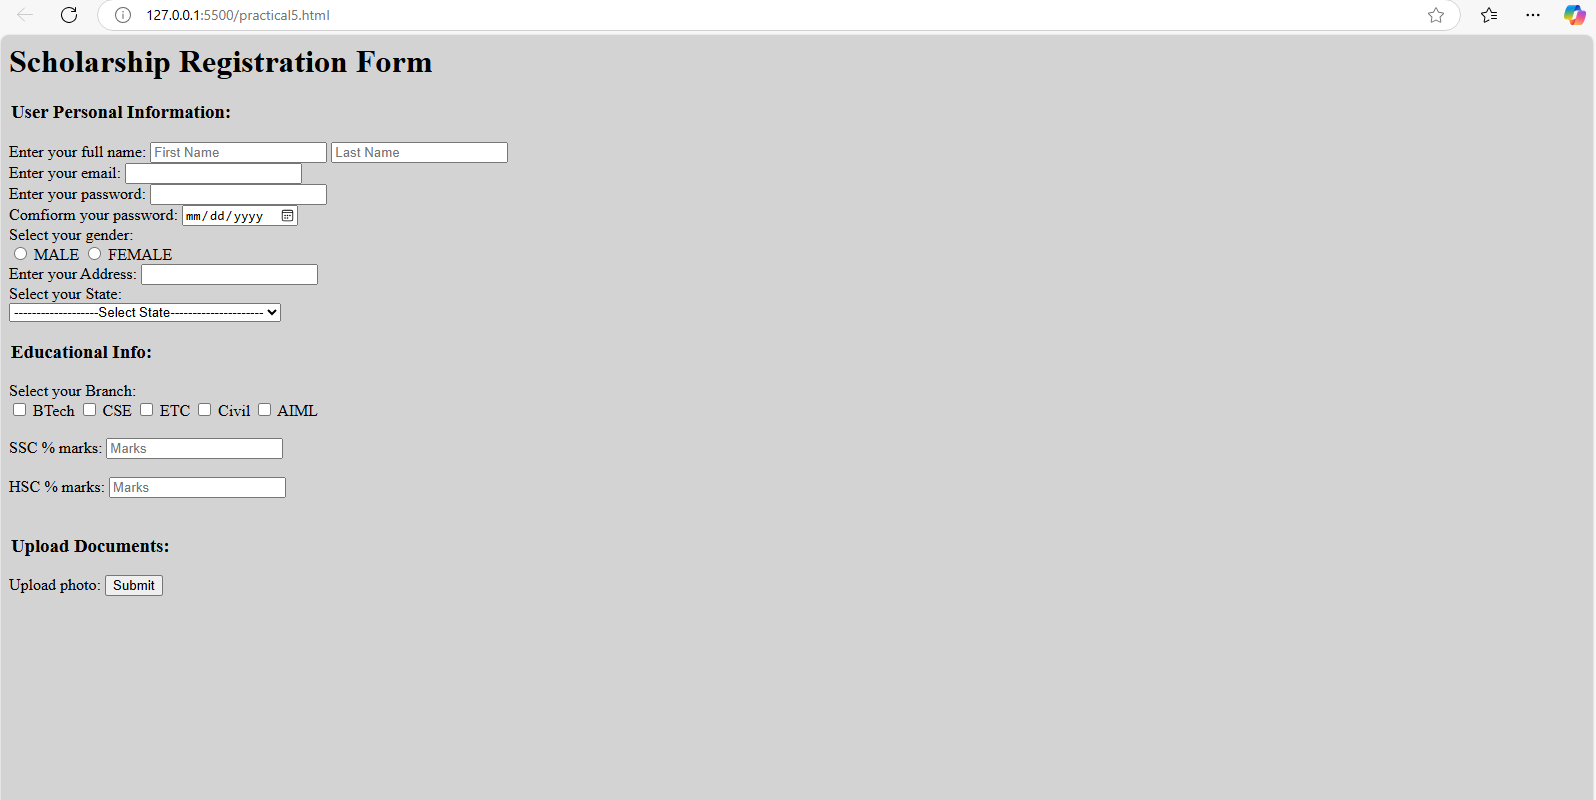 127.0.0.1:5500/practical5.html
Scholarship Registration Form
User Personal Information:
Enter your full name: First Name Last Name
Enter your email:
Enter your password:
Comfiorm your password: mm/dd/yyyy
Select your gender:
MALE FEMALE
Enter your Address:
Select your State:
-------------------Select State---------------------
Educational Info:
Select your Branch:
BTech CSE ETC Civil AIML
SSC % marks: Marks
HSC % marks: Marks
Upload Documents:
Upload photo: Submit